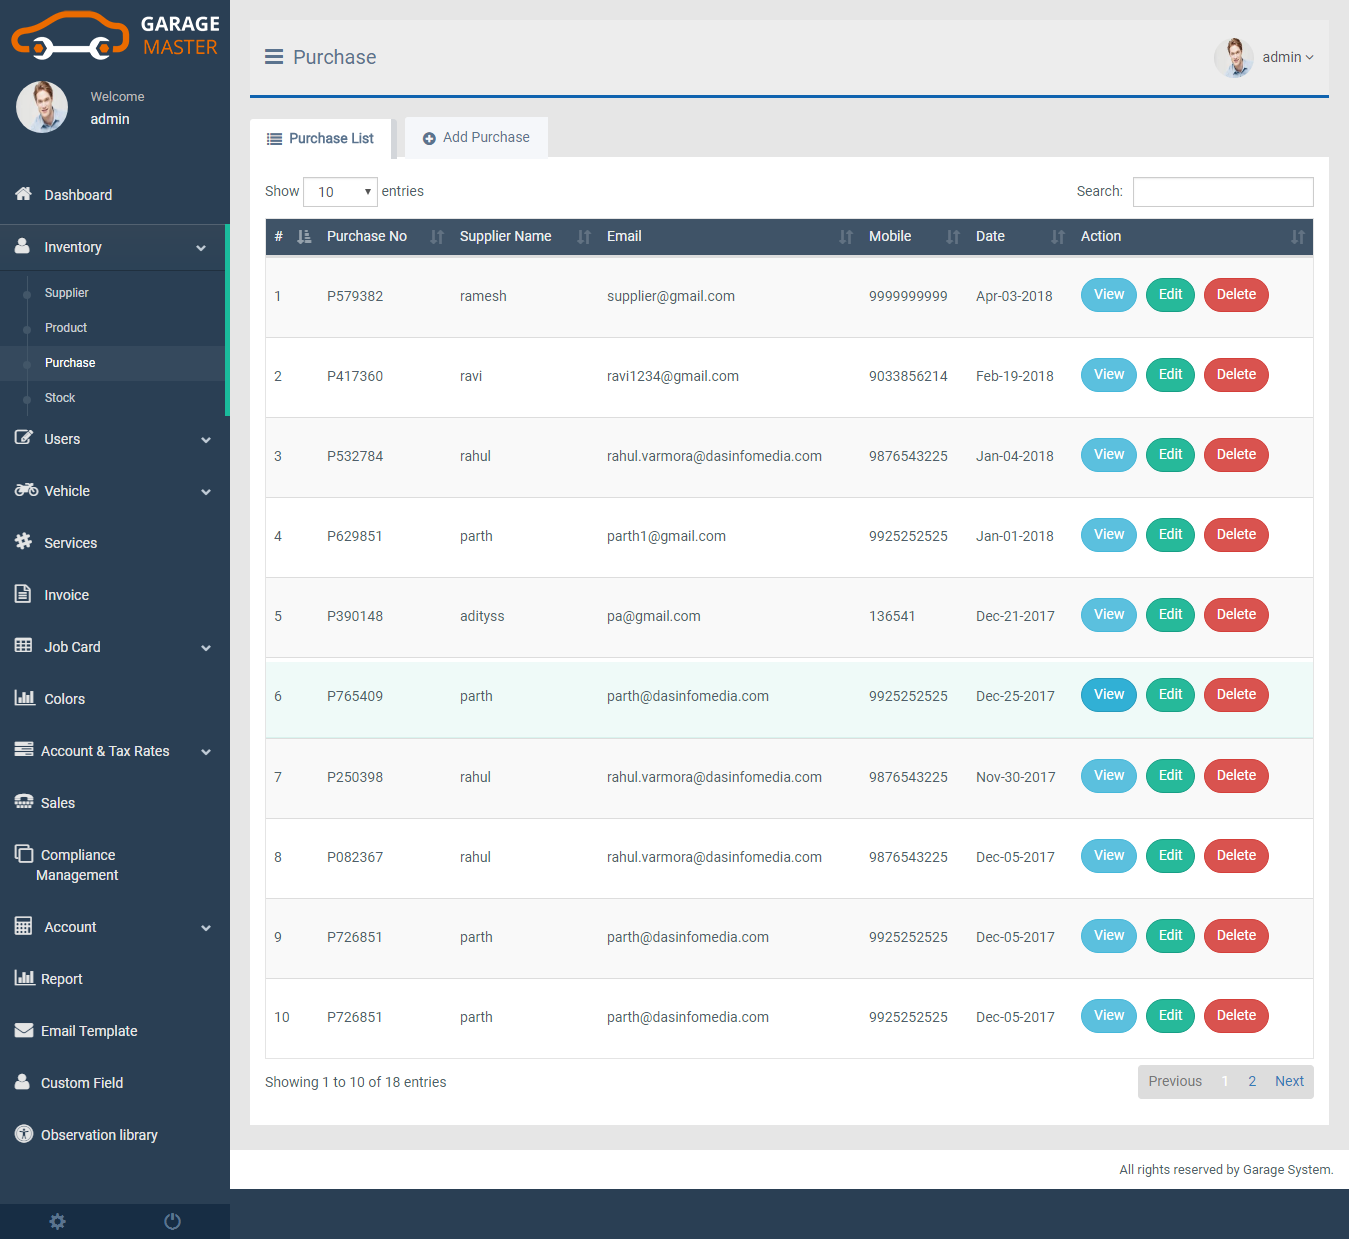 GARAGE
MASTER
Welcome
admin
Dashboard
Inventory
Supplier
Product
Purchase
Stock
Users
Vehicle
Services
Invoice
Job Card
Colors
Account & Tax Rates
Sales
Compliance
Management
Account
Report
Email Template
Custom Field
Observation library
Purchase
admin
Purchase List
Add Purchase
Show 10 entries
Search:
# Purchase No Supplier Name Email Mobile Date Action
1 P579382 ramesh supplier@gmail.com 9999999999 Apr-03-2018 View Edit Delete
2 P417360 ravi ravi1234@gmail.com 9033856214 Feb-19-2018 View Edit Delete
3 P532784 rahul rahul.varmora@dasinfomedia.com 9876543225 Jan-04-2018 View Edit Delete
4 P629851 parth parth1@gmail.com 9925252525 Jan-01-2018 View Edit Delete
5 P390148 adityss pa@gmail.com 136541 Dec-21-2017 View Edit Delete
6 P765409 parth parth@dasinfomedia.com 9925252525 Dec-25-2017 View Edit Delete
7 P250398 rahul rahul.varmora@dasinfomedia.com 9876543225 Nov-30-2017 View Edit Delete
8 P082367 rahul rahul.varmora@dasinfomedia.com 9876543225 Dec-05-2017 View Edit Delete
9 P726851 parth parth@dasinfomedia.com 9925252525 Dec-05-2017 View Edit Delete
10 P726851 parth parth@dasinfomedia.com 9925252525 Dec-05-2017 View Edit Delete
Showing 1 to 10 of 18 entries
Previous 1 2 Next
All rights reserved by Garage System.